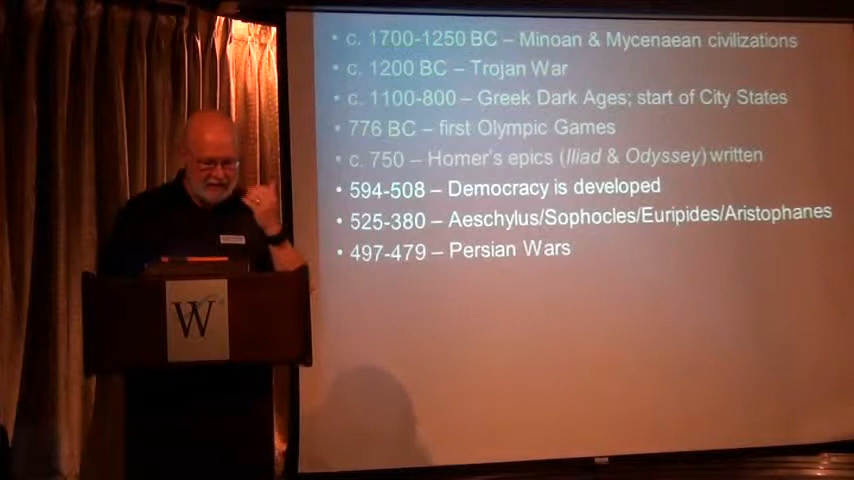 • c. 1700-1250 BC – Minoan & Mycenaean civilizations
• c. 1200 BC – Trojan War
• c. 1100-800 – Greek Dark Ages; start of City States
• 776 BC – first Olympic Games
• c. 750 – Homer's epics (Iliad & Odyssey) written
• 594-508 – Democracy is developed
• 525-380 – Aeschylus/Sophocles/Euripides/Aristophanes
• 497-479 – Persian Wars
W